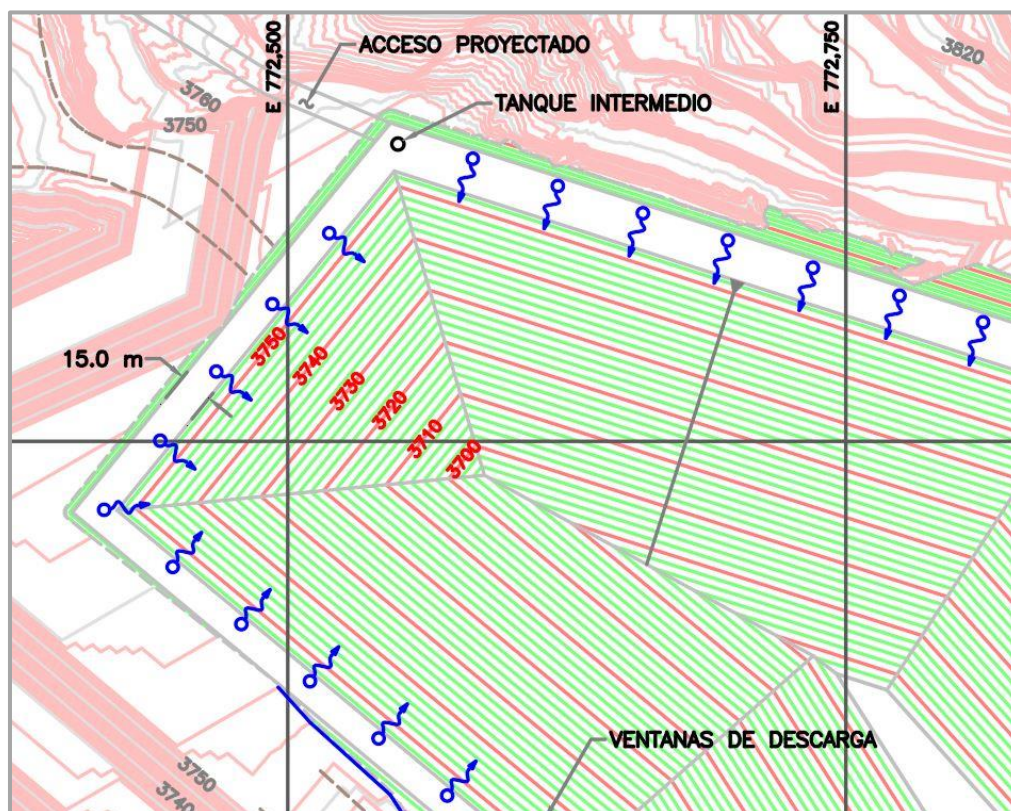 ACCESO PROYECTADO
E 772,500
E 772,750
3820
3760
3750
TANQUE INTERMEDIO
15.0 m
3750
3740
3730
3720
3710
3700
VENTANAS DE DESCARGA
3750
3740